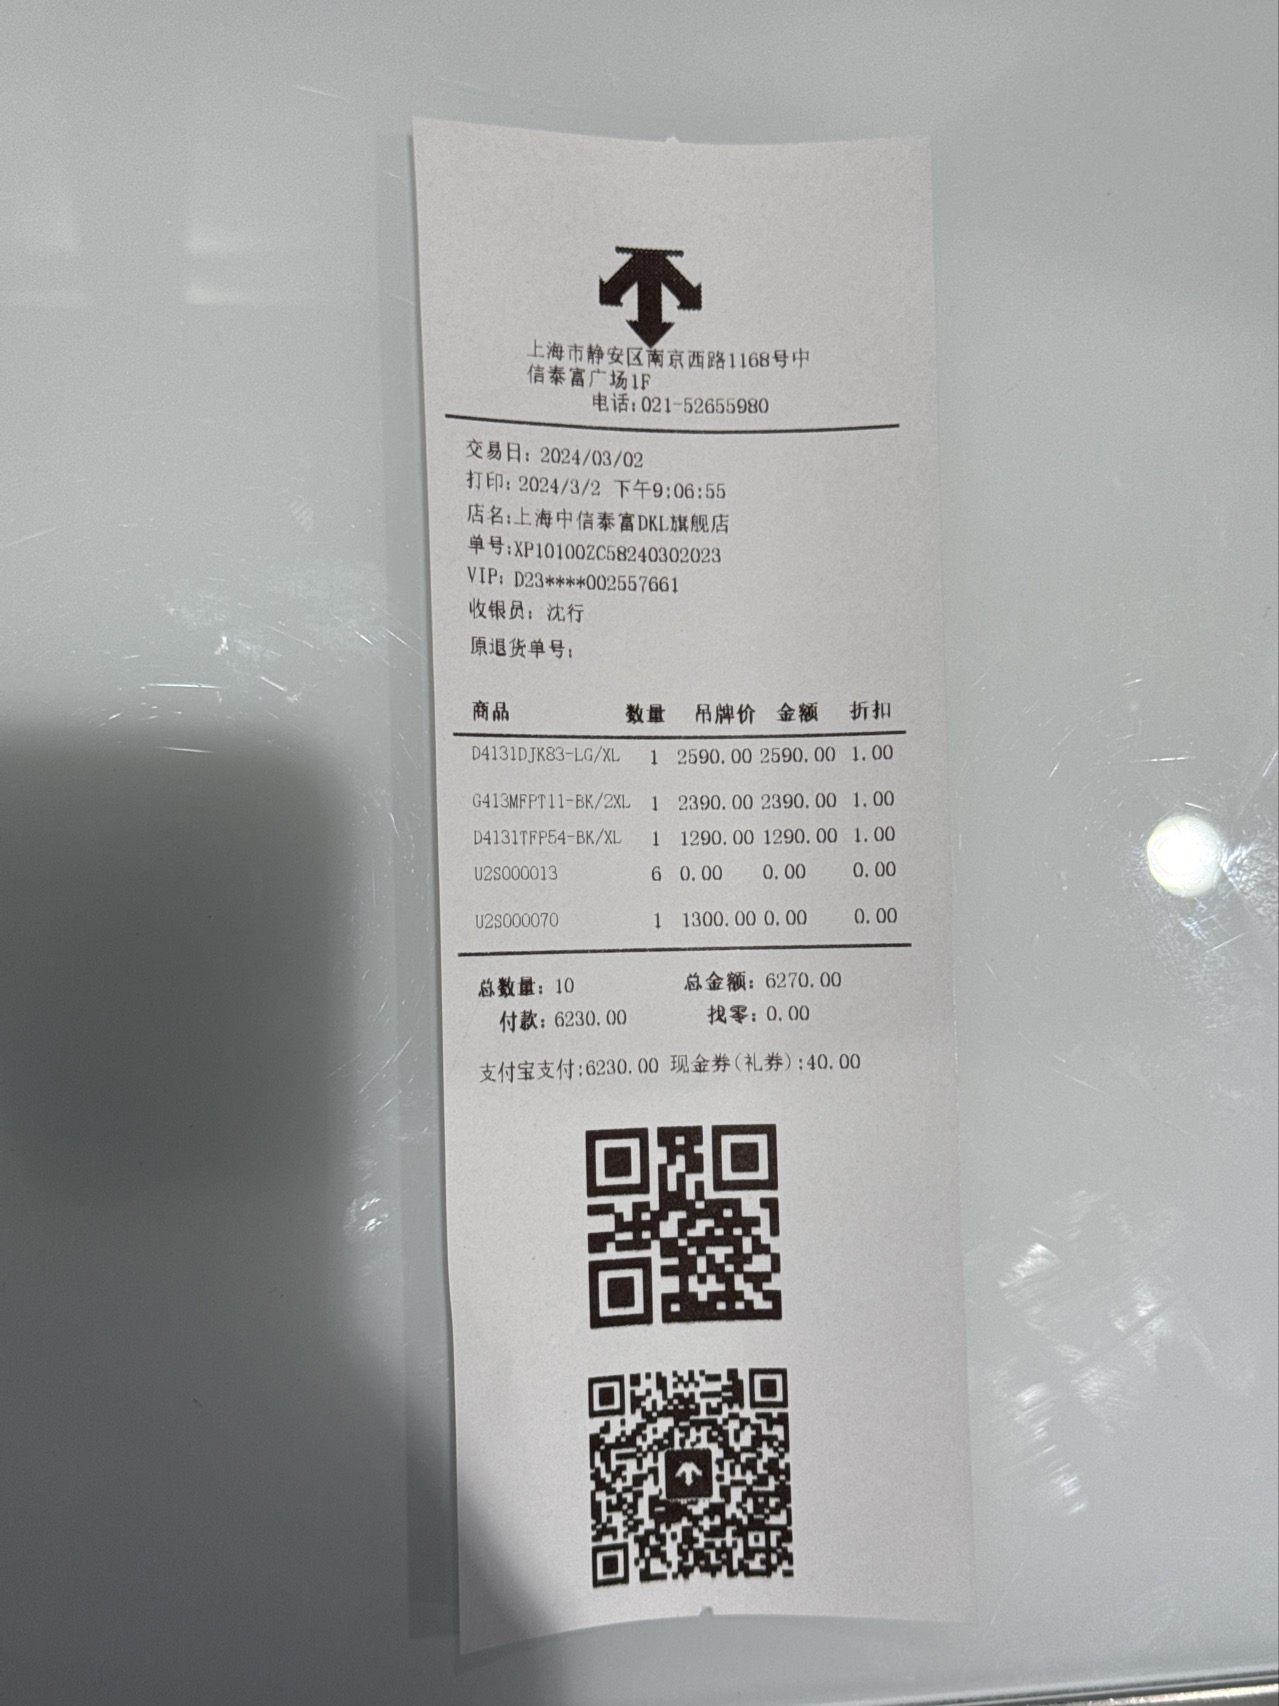 上海市静安区南京西路1168号中
信泰富广场1F
电话:021-52655980
交易日: 2024/03/02
打印: 2024/3/2 下午9:06:55
店名:上海中信泰富DKL旗舰店
单号:XP10100ZC58240302023
VIP: D23****002557661
收银员: 沈行
原退货单号:
商品 数量 吊牌价 金额 折扣
D4131DJK83-LG/XL 1 2590.00 2590.00 1.00
G413MFPT11-BK/2XL 1 2390.00 2390.00 1.00
D4131TFP54-BK/XL 1 1290.00 1290.00 1.00
U2S000013 6 0.00 0.00 0.00
U2S000070 1 1300.00 0.00 0.00
总数量: 10 总金额: 6270.00
付款: 6230.00 找零: 0.00
支付宝支付:6230.00 现金券(礼券):40.00